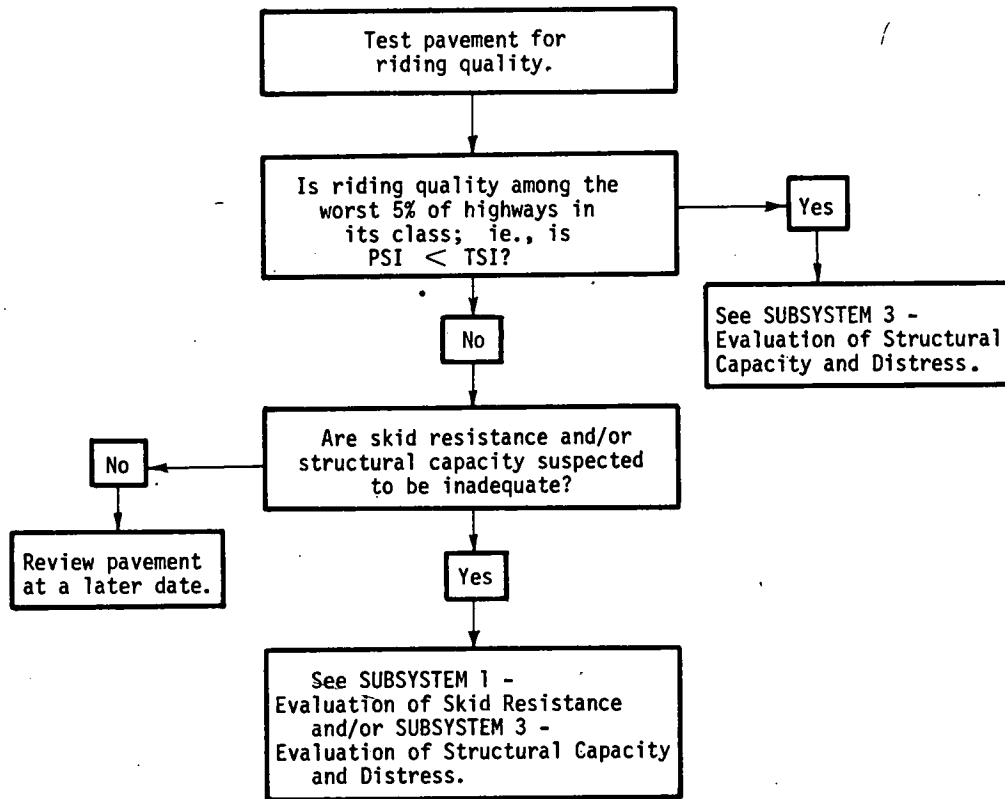 Test pavement for
riding quality.
Is riding quality among the
worst 5% of highways in
its class; ie., is
PSI < TSI?
Yes
See SUBSYSTEM 3 -
Evaluation of Structural
Capacity and Distress.
No
Are skid resistance and/or
structural capacity suspected
to be inadequate?
No
Review pavement
at a later date.
Yes
See SUBSYSTEM 1 -
Evaluation of Skid Resistance
and/or SUBSYSTEM 3 -
Evaluation of Structural Capacity
and Distress.